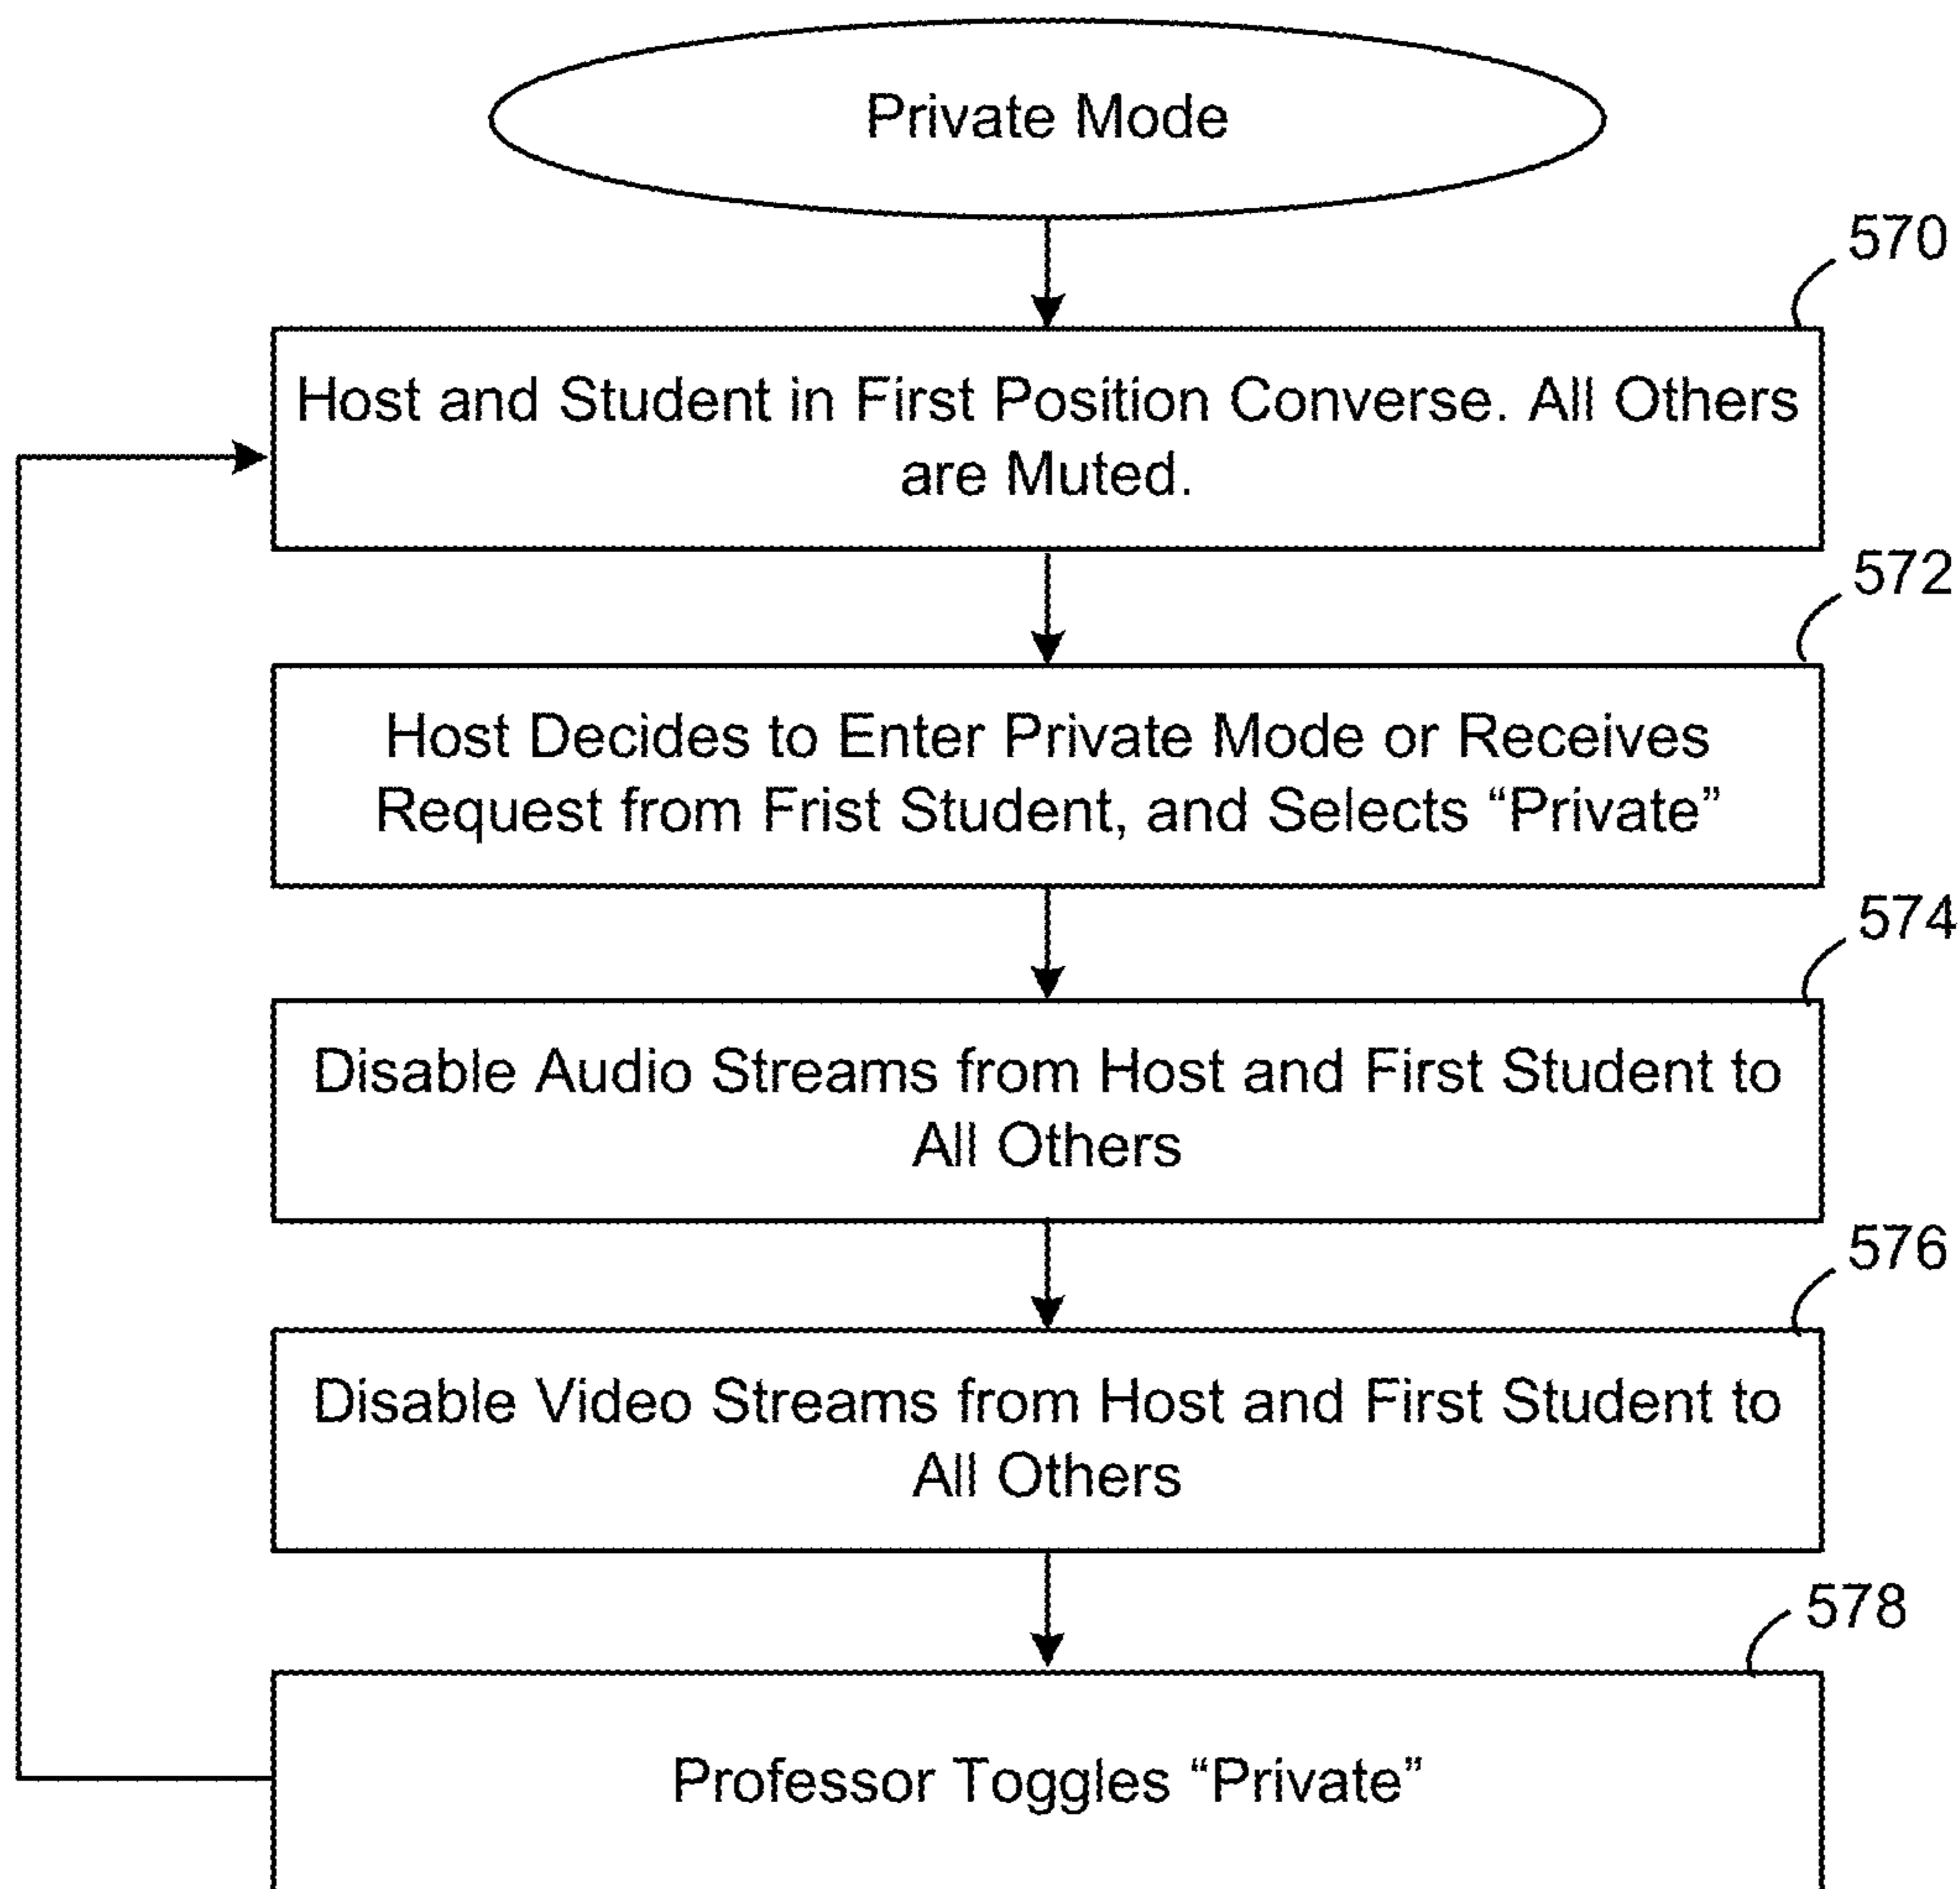 Private Mode
570
Host and Student in First Position Converse. All Others
are Muted.
572
Host Decides to Enter Private Mode or Receives
Request from Frist Student, and Selects “Private”
574
Disable Audio Streams from Host and First Student to
All Others
576
Disable Video Streams from Host and First Student to
All Others
578
Professor Toggles “Private”